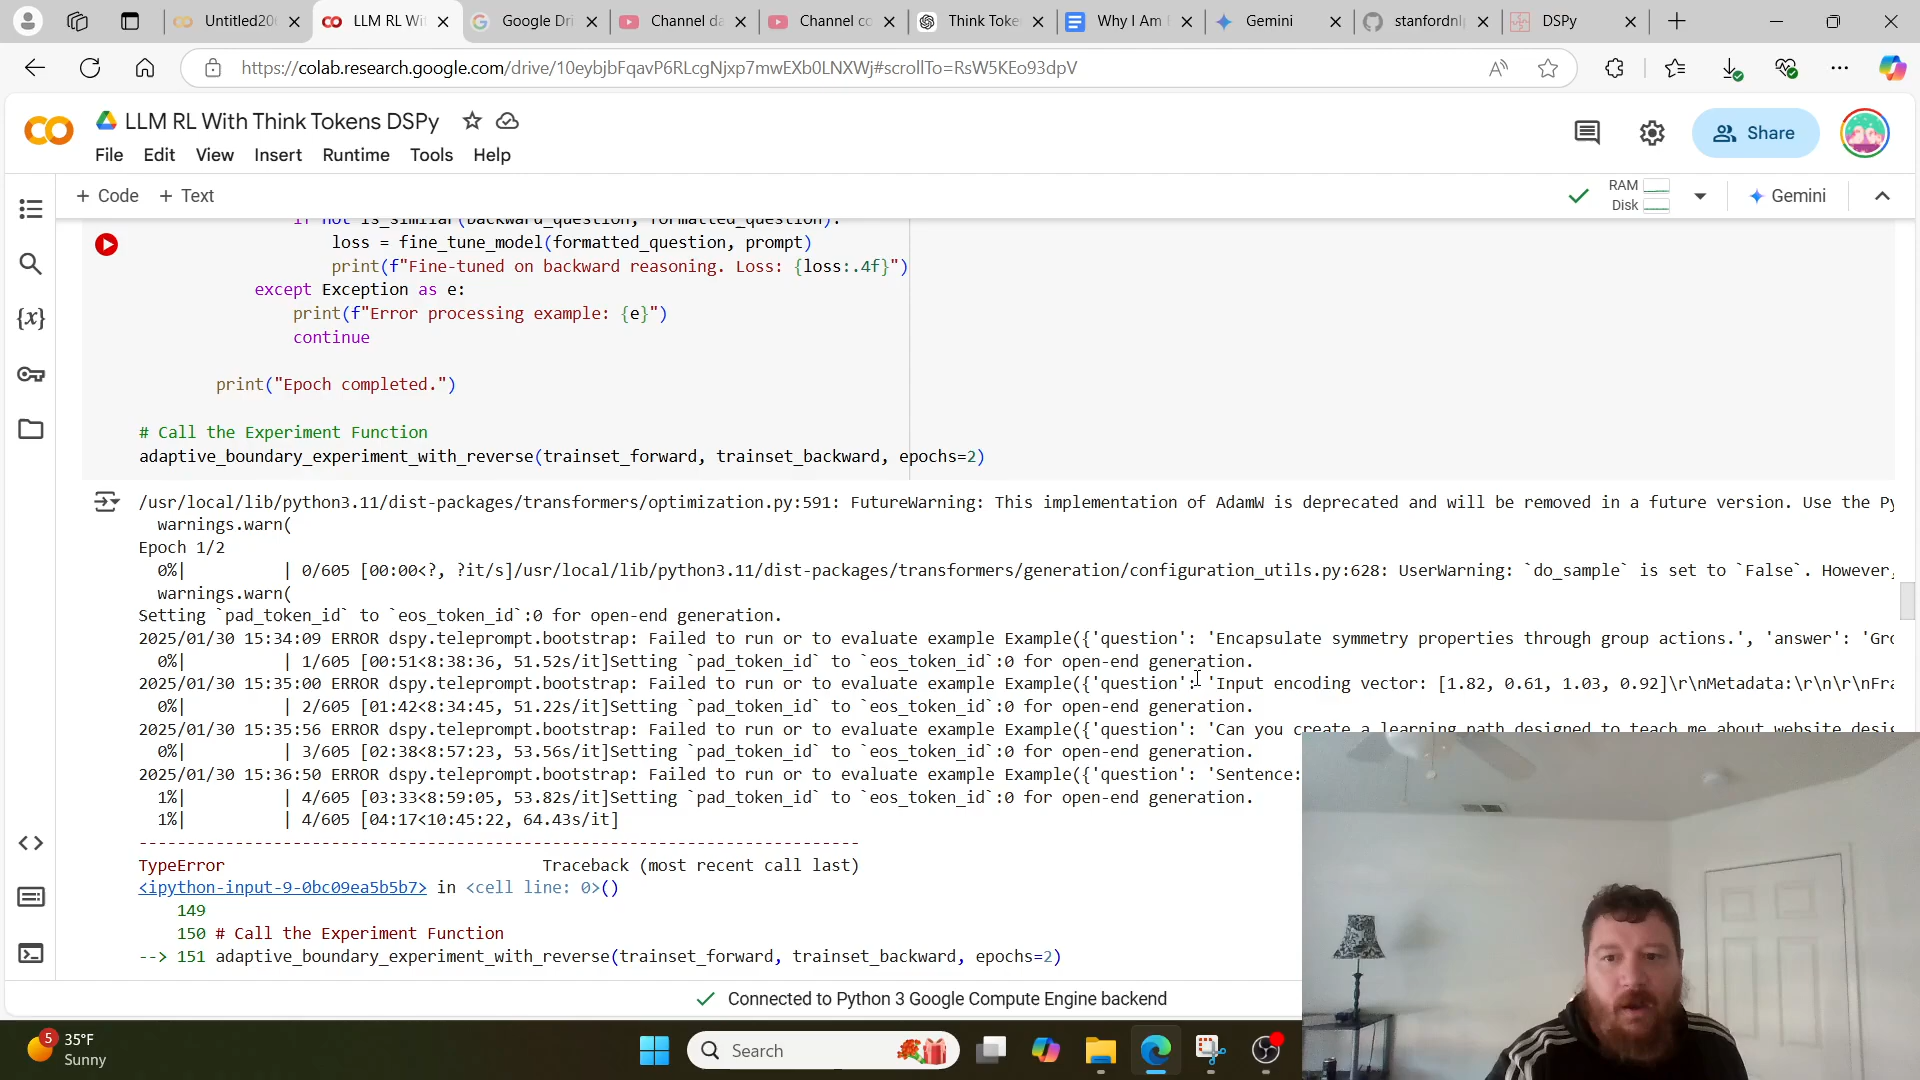 Untitled20
LLM RL Wi
Google Dri
Channel da
Channel co
Think Toke
Why I Am
Gemini
stanfordnl
DSPy
https://colab.research.google.com/drive/10eybjbFqavP6RLcgNjxp7mwEXb0LNXWj#scrollTo=RsW5KEo93dpV
LLM RL With Think Tokens DSPy
File Edit View Insert Runtime Tools Help
Share
+ Code + Text
RAM
Disk
Gemini
if not is_similar(backward_question, formatted_question):
loss = fine_tune_model(formatted_question, prompt)
print(f"Fine-tuned on backward reasoning. Loss: {loss:.4f}")
except Exception as e:
print(f"Error processing example: {e}")
continue
print("Epoch completed.")
# Call the Experiment Function
adaptive_boundary_experiment_with_reverse(trainset_forward, trainset_backward, epochs=2)
/usr/local/lib/python3.11/dist-packages/transformers/optimization.py:591: FutureWarning: This implementation of AdamW is deprecated and will be removed in a future version. Use the Py
warnings.warn(
Epoch 1/2
0%| | 0/605 [00:00<?, ?it/s]/usr/local/lib/python3.11/dist-packages/transformers/generation/configuration_utils.py:628: UserWarning: `do_sample` is set to `False`. However,
warnings.warn(
Setting `pad_token_id` to `eos_token_id`:0 for open-end generation.
2025/01/30 15:34:09 ERROR dspy.teleprompt.bootstrap: Failed to run or to evaluate example Example({'question': 'Encapsulate symmetry properties through group actions.', 'answer': 'Gro
0%| | 1/605 [00:51<8:38:36, 51.52s/it]Setting `pad_token_id` to `eos_token_id`:0 for open-end generation.
2025/01/30 15:35:00 ERROR dspy.teleprompt.bootstrap: Failed to run or to evaluate example Example({'question': 'Input encoding vector: [1.82, 0.61, 1.03, 0.92]\r\nMetadata:\r\n\r\nFra
0%| | 2/605 [01:42<8:34:45, 51.22s/it]Setting `pad_token_id` to `eos_token_id`:0 for open-end generation.
2025/01/30 15:35:56 ERROR dspy.teleprompt.bootstrap: Failed to run or to evaluate example Example({'question': 'Can you create a learning path designed to teach me about website desi
0%| | 3/605 [02:38<8:57:23, 53.56s/it]Setting `pad_token_id` to `eos_token_id`:0 for open-end generation.
2025/01/30 15:36:50 ERROR dspy.teleprompt.bootstrap: Failed to run or to evaluate example Example({'question': 'Sentence:
1%| | 4/605 [03:33<8:59:05, 53.82s/it]Setting `pad_token_id` to `eos_token_id`:0 for open-end generation.
1%| | 4/605 [04:17<10:45:22, 64.43s/it]
---------------------------------------------------------------------------
TypeError Traceback (most recent call last)
<ipython-input-9-0bc09ea5b5b7> in <cell line: 0>()
149
150 # Call the Experiment Function
--> 151 adaptive_boundary_experiment_with_reverse(trainset_forward, trainset_backward, epochs=2)
Connected to Python 3 Google Compute Engine backend
5
35°F
Sunny
Search